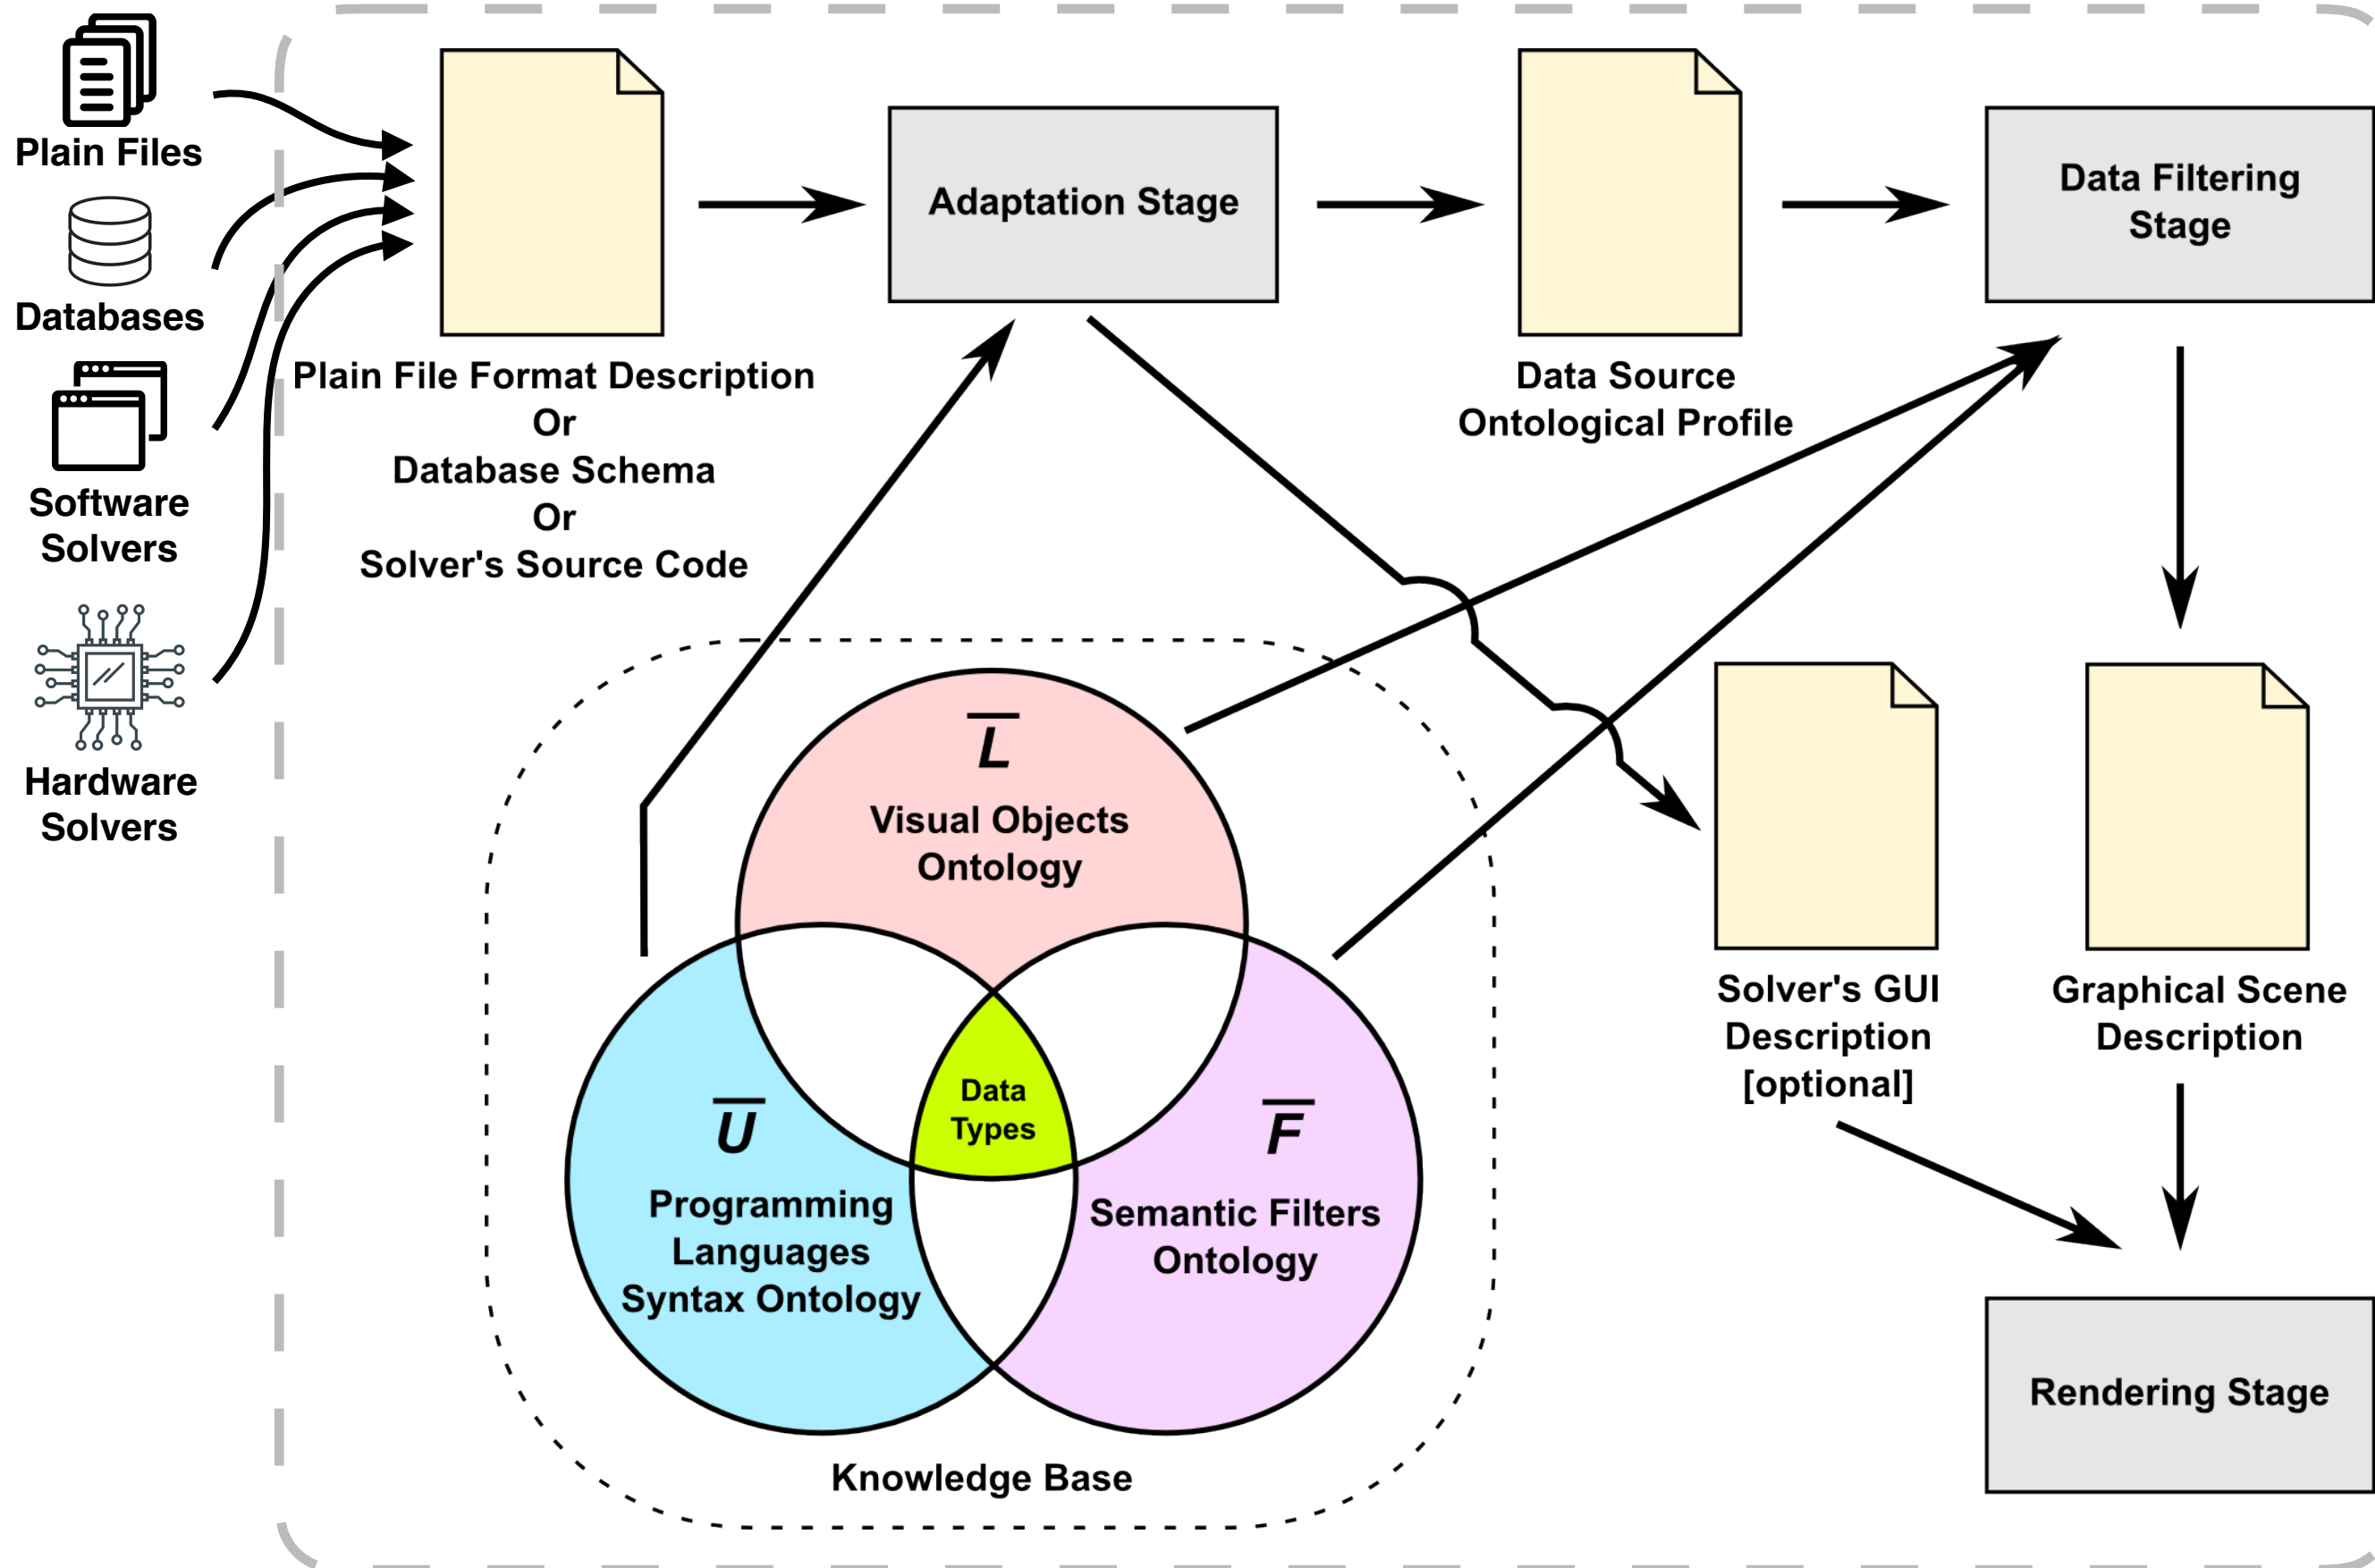 Plain Files
Databases
Software
Solvers
Hardware
Solvers
Plain File Format Description
Or
Database Schema
Or
Solver's Source Code
Adaptation Stage
Data Source
Ontological Profile
Data Filtering
Stage
L̅
Visual Objects
Ontology
Data
Types
U̅
Programming
Languages
Syntax Ontology
F̅
Semantic Filters
Ontology
Knowledge Base
Solver's GUI
Description
[optional]
Graphical Scene
Description
Rendering Stage